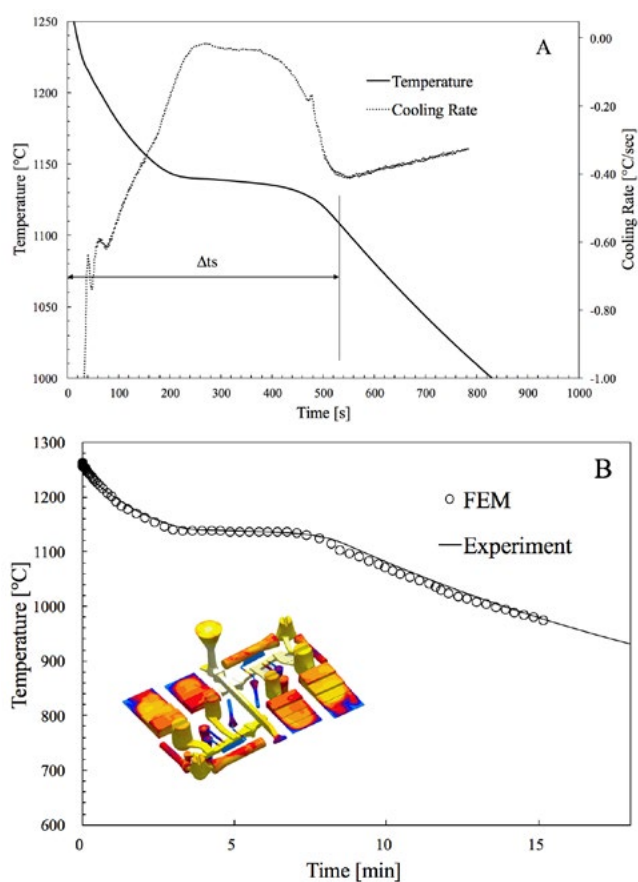 A
1250
1200
1150
1100
1050
1000
Temperature [°C]
Temperature
Cooling Rate
Δts
0.00
-0.20
-0.40
-0.60
-0.80
-1.00
Cooling Rate [°C/sec]
0 100 200 300 400 500 600 700 800 900 1000
Time [s]
B
1300
1200
1100
1000
900
800
700
600
Temperature [°C]
FEM
Experiment
0 5 10 15
Time [min]